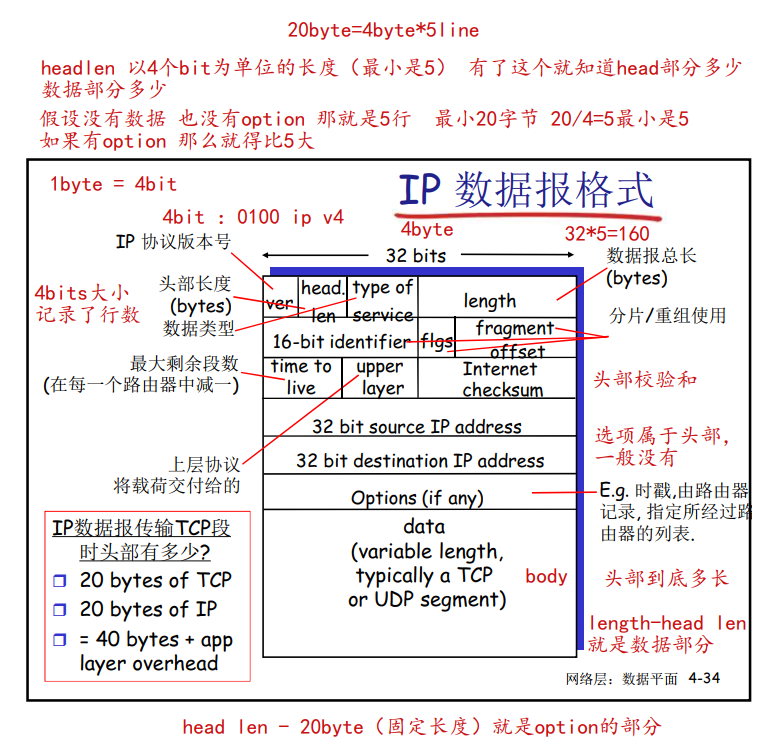 20byte=4byte*5line
headlen 以4个bit为单位的长度（最小是5） 有了这个就知道head部分多少
数据部分多少
假设没有数据 也没有option 那就是5行 最小20字节 20/4=5最小是5
如果有option 那么就得比5大
1byte = 4bit
IP 数据报格式
4bit : 0100 ip v4
4byte
32*5=160
IP 协议版本号
32 bits
数据报总长
(bytes)
4bits大小
记录了行数
头部长度
(bytes)
数据类型
ver
head.
len
type of
service
length
分片/重组使用
16-bit identifier
flgs
fragment
offset
最大剩余段数
(在每一个路由器中减一)
time to
live
upper
layer
Internet
checksum
头部校验和
32 bit source IP address
选项属于头部，
一般没有
上层协议
将载荷交付给的
32 bit destination IP address
Options (if any)
E.g. 时戳,由路由器
记录, 指定所经过路
由器的列表.
IP数据报传输TCP段
时头部有多少?
20 bytes of TCP
20 bytes of IP
= 40 bytes + app
layer overhead
data
(variable length,
typically a TCP
or UDP segment)
body
头部到底多长
length-head len
就是数据部分
网络层：数据平面 4-34
head len - 20byte（固定长度）就是option的部分